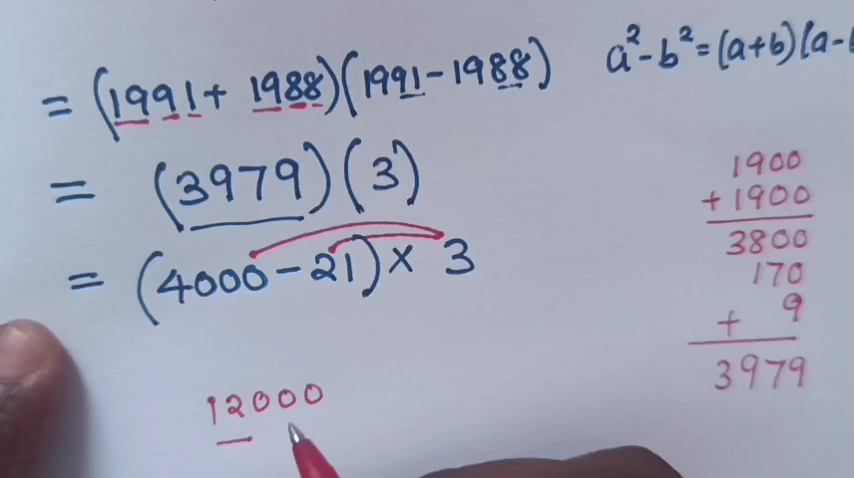 = (1991 + 1988)(1991 - 1988)
a² - b² = (a+b)(a-
= (3979)(3)
= (4000 - 21) × 3
1900
+ 1900
3800
170
+ 9
3979
12000